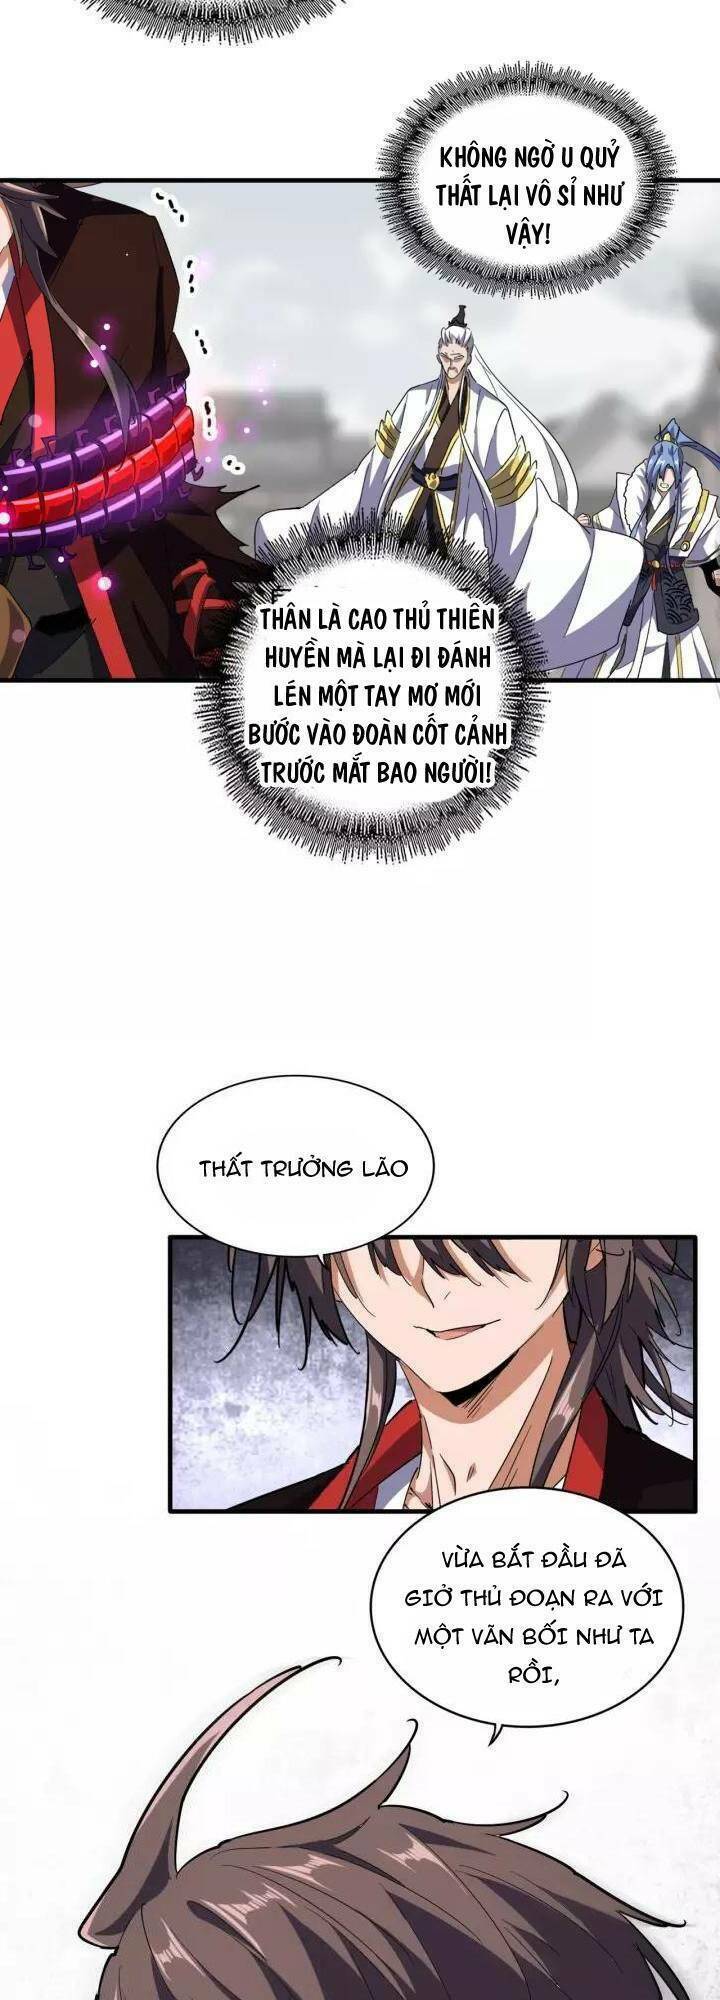 KHÔNG NGỜ U QUỶ
THẤT LẠI VÔ SỈ NHƯ
VẬY!
THÂN LÀ CAO THỦ THIÊN
HUYỀN MÀ LẠI ĐI ĐÁNH
LÉN MỘT TAY MƠ MỚI
BƯỚC VÀO ĐOÀN CỐT CẢNH
TRƯỚC MẮT BAO NGƯỜI!
THẤT TRƯỞNG LÃO
VỪA BẮT ĐẦU ĐÃ
GIỞ THỦ ĐOẠN RA VỚI
MỘT VÃN BỐI NHƯ TA
RỒI,